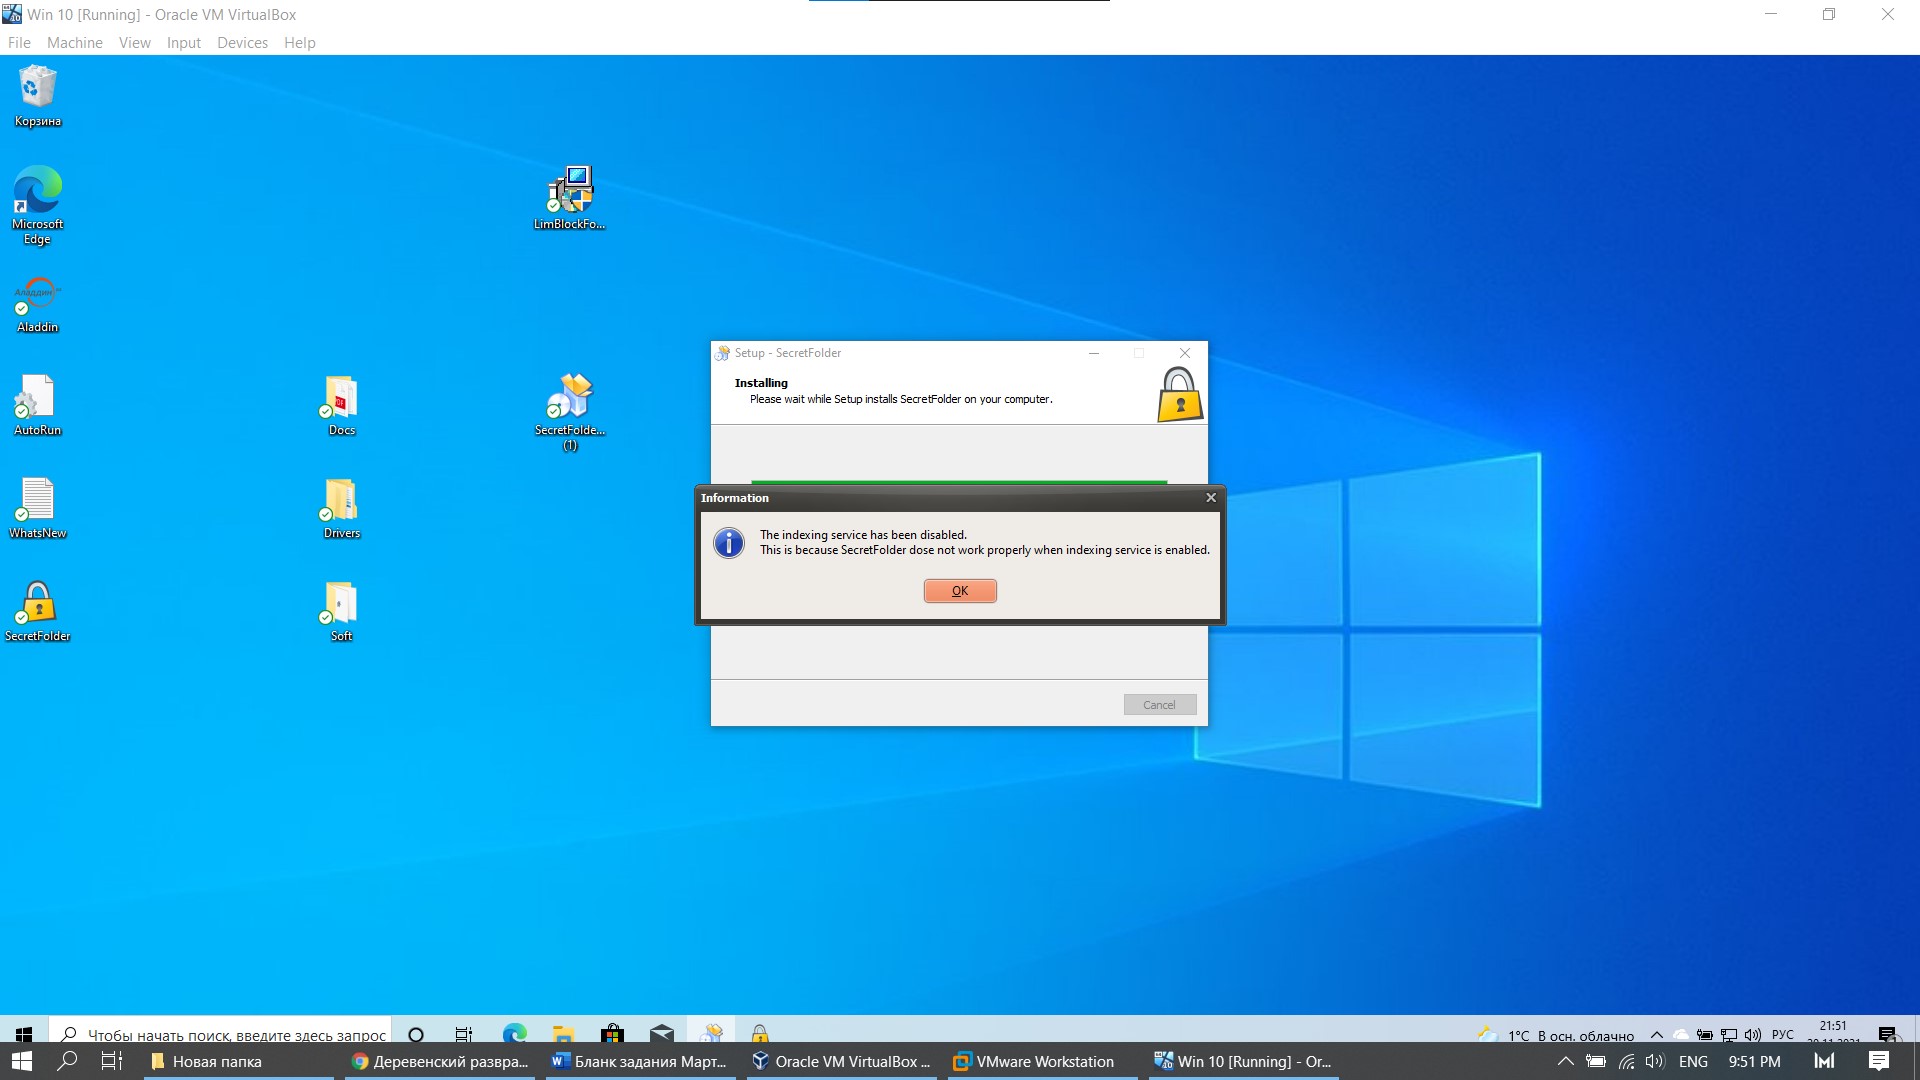 Win 10 [Running] - Oracle VM VirtualBox
File Machine View Input Devices Help
Корзина
Microsoft
Edge
Аладдин
Aladdin
AutoRun
WhatsNew
SecretFolder
PDF
Docs
Drivers
Soft
LimBlockFo...
SecretFolde...
(1)
Setup - SecretFolder
Installing
Please wait while Setup installs SecretFolder on your computer.
Information
The indexing service has been disabled.
This is because SecretFolder dose not work properly when indexing service is enabled.
OK
Cancel
Чтобы начать поиск, введите здесь запрос
1°C В осн. облачно
РУС
21:51
Новая папка
Деревенский развра...
Бланк задания Март...
Oracle VM VirtualBox ...
VMware Workstation
Win 10 [Running] - Or...
ENG
9:51 PM